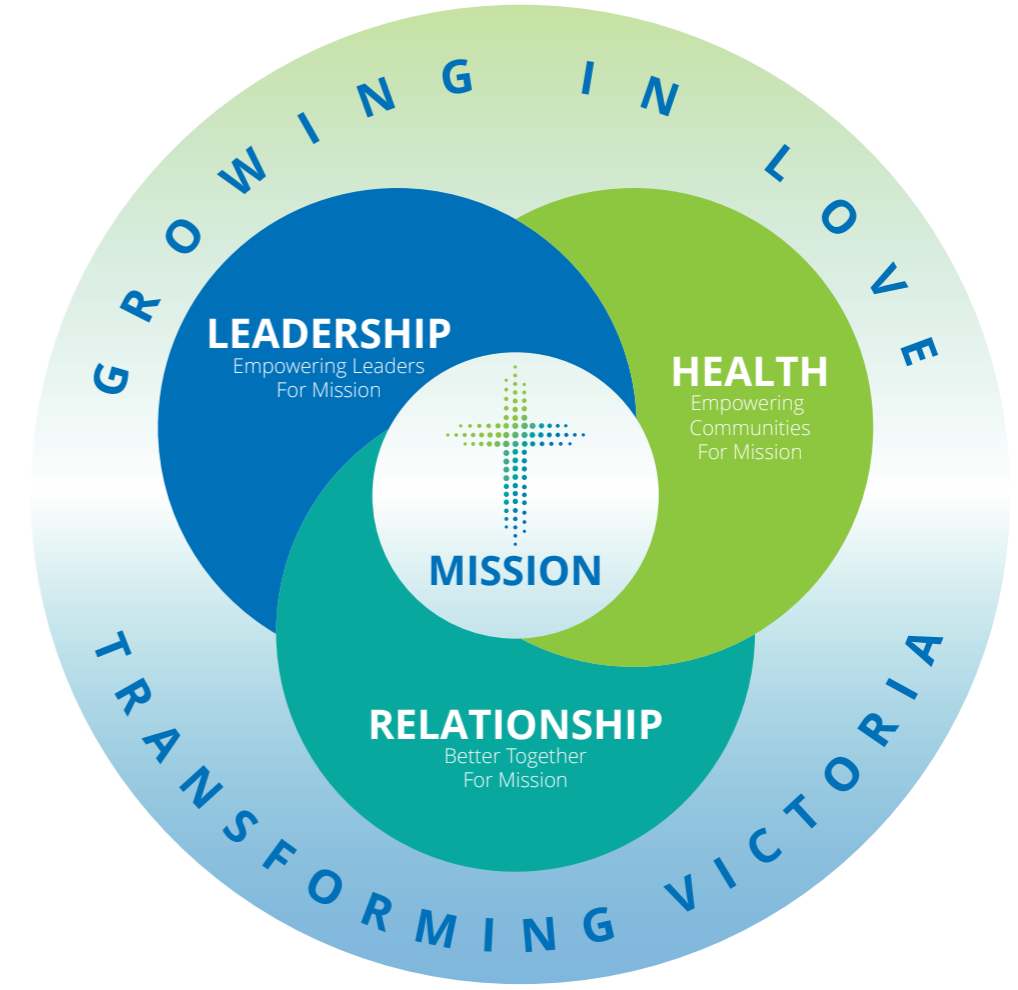 GROWING IN LOVE
LEADERSHIP
Empowering Leaders
For Mission
HEALTH
Empowering
Communities
For Mission
MISSION
RELATIONSHIP
Better Together
For Mission
TRANSFORMING VICTORIA